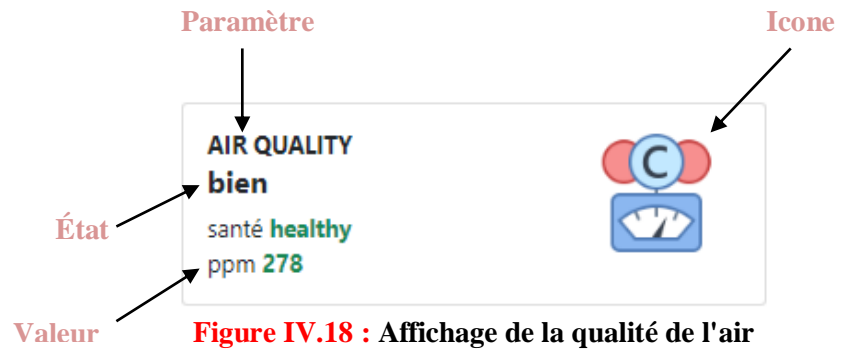 Paramètre
Icone
AIR QUALITY
C
bien
État
santé healthy
ppm 278
Valeur
Figure IV.18 : Affichage de la qualité de l'air